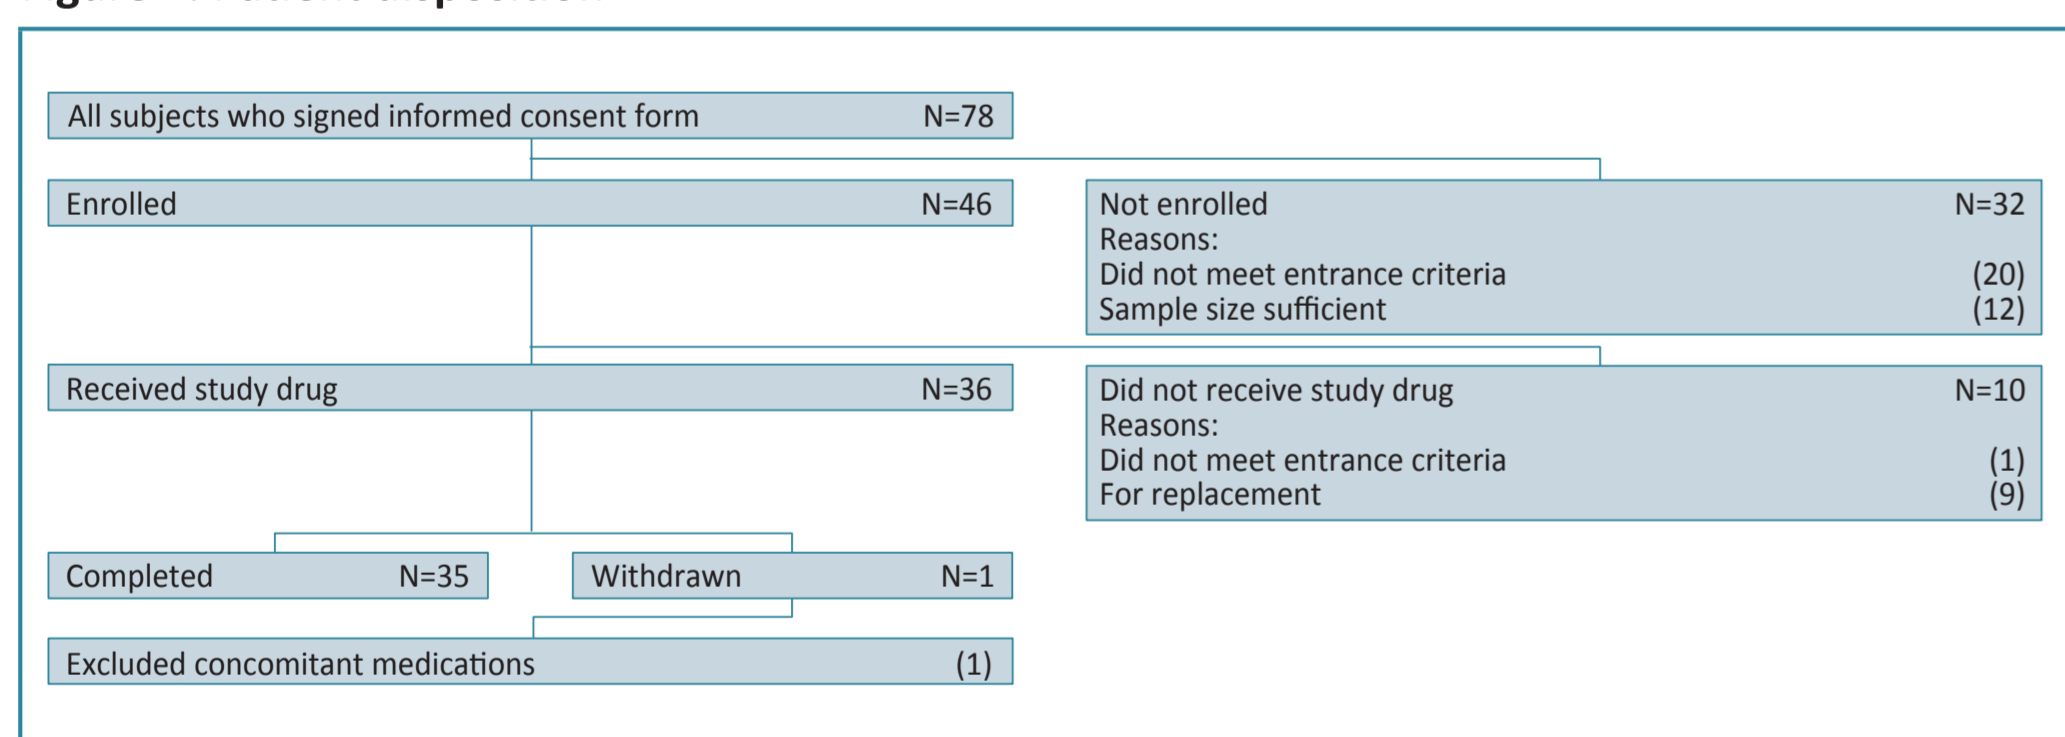 All subjects who signed informed consent form N=78
Enrolled N=46
Not enrolled N=32
Reasons:
Did not meet entrance criteria (20)
Sample size sufficient (12)
Received study drug N=36
Did not receive study drug N=10
Reasons:
Did not meet entrance criteria (1)
For replacement (9)
Completed N=35
Withdrawn N=1
Excluded concomitant medications (1)